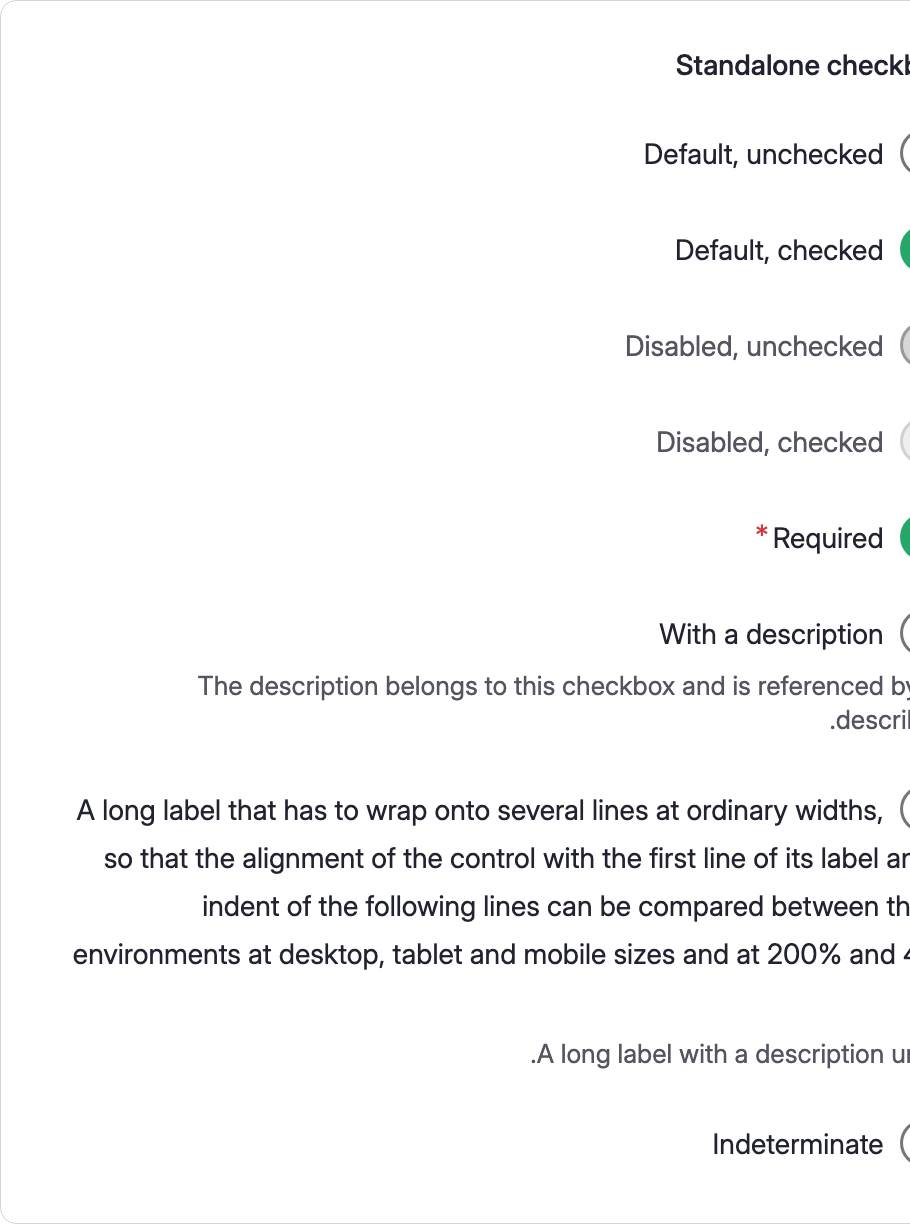 Standalone checkb
Default, unchecked
Default, checked
Disabled, unchecked
Disabled, checked
* Required
With a description
The description belongs to this checkbox and is referenced by
.descri
A long label that has to wrap onto several lines at ordinary widths,
so that the alignment of the control with the first line of its label an
indent of the following lines can be compared between th
environments at desktop, tablet and mobile sizes and at 200% and 4
.A long label with a description un
Indeterminate